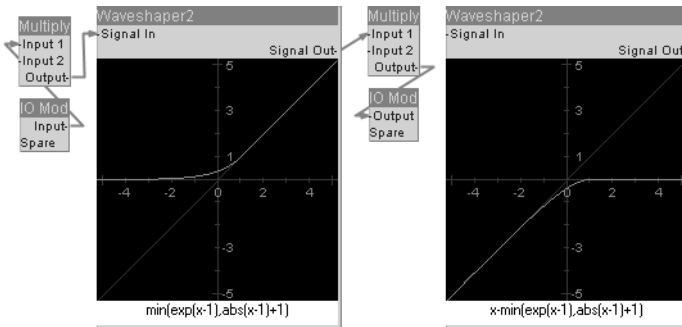 Multiply
Input 1
Input 2
Output
IO Mod
Input
Spare
Waveshaper2
Signal In
Signal Out
5
3
1
-4
-2
0
2
4
-3
-5
min(exp(x-1),abs(x-1)+1)
Multiply
Input 1
Input 2
Output
IO Mod
Output
Spare
Waveshaper2
Signal In
Signal Out
5
3
1
-4
-2
0
2
4
-3
-5
x-min(exp(x-1),abs(x-1)+1)